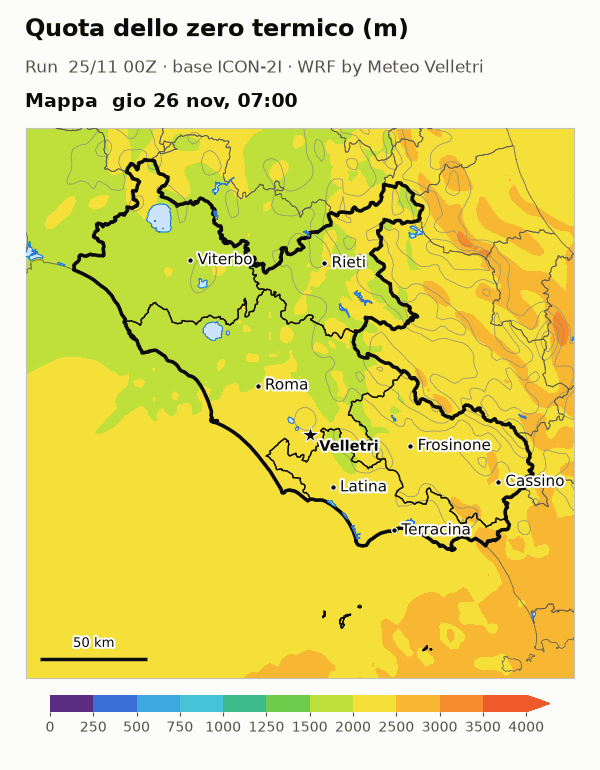 Quota dello zero termico (m)
Run  25/11 00Z · base ICON-2I · WRF by Meteo Velletri
Mappa  gio 26 nov, 07:00
Viterbo
Rieti
Roma
Velletri
Frosinone
Latina
Cassino
Terracina
50 km
0 250 500 750 1000 1250 1500 2000 2500 3000 3500 4000